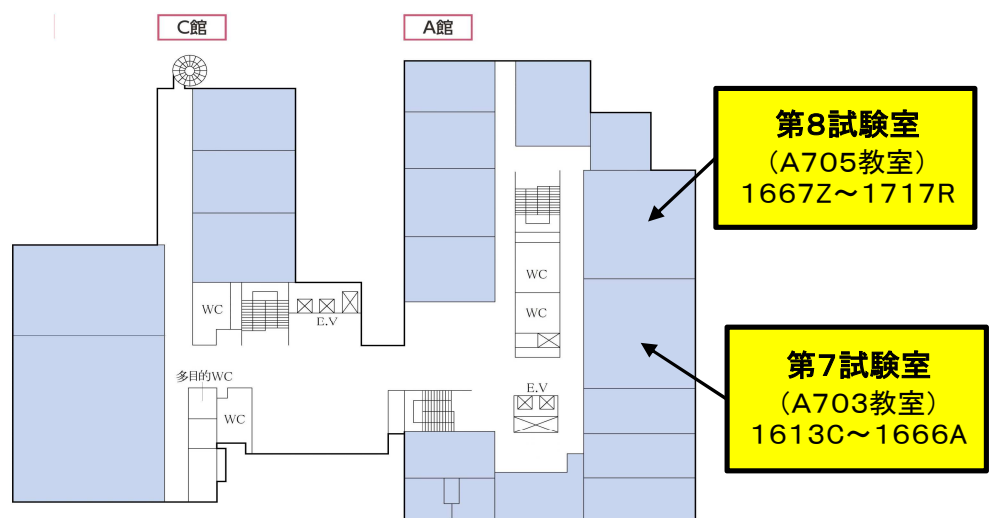 C館
A館
第8試験室
（A705教室）
1667Z～1717R
WC
WC
WC
E.V
多目的WC
WC
E.V
第7試験室
（A703教室）
1613C～1666A